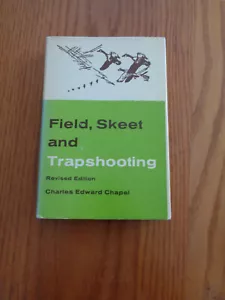 Field, Skeet
and
Trapshooting
Revised Edition
Charles Edward Chapel